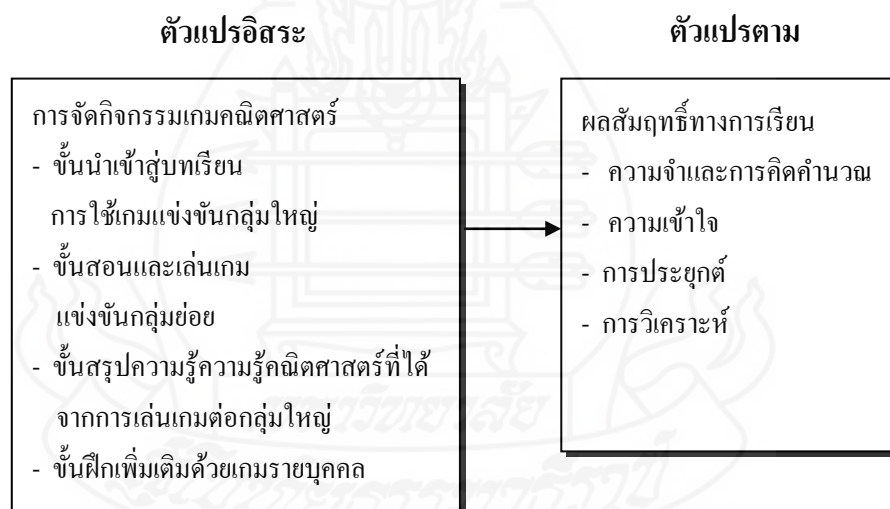 ตัวแปรอิสระ
การจัดกิจกรรมเกมคณิตศาสตร์
- ขั้นนำเข้าสู่บทเรียน
การใช้เกมแข่งขันกลุ่มใหญ่
- ขั้นสอนและเล่นเกม
แข่งขันกลุ่มย่อย
- ขั้นสรุปความรู้ความรู้คณิตศาสตร์ที่ได้
จากการเล่นเกมต่อกลุ่มใหญ่
- ขั้นฝึกเพิ่มเติมด้วยเกมรายบุคคล
ตัวแปรตาม
ผลสัมฤทธิ์ทางการเรียน
- ความจำและการคิดคำนวณ
- ความเข้าใจ
- การประยุกต์
- การวิเคราะห์